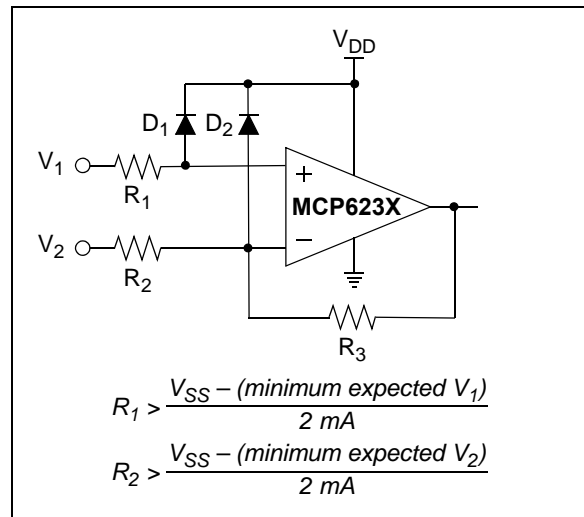 V_DD
D_1 D_2
V_1
R_1
+
MCP623X
V_2
R_2
–
R_3
R_1 > V_SS – (minimum expected V_1) / 2 mA
R_2 > V_SS – (minimum expected V_2) / 2 mA